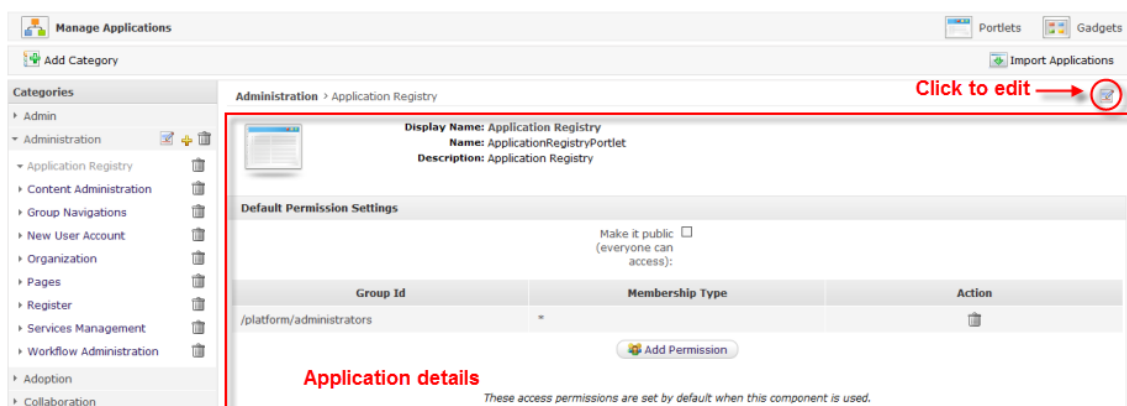 Manage Applications
Portlets
Gadgets
Add Category
Import Applications
Categories
Admin
Administration
Application Registry
Content Administration
Group Navigations
New User Account
Organization
Pages
Register
Services Management
Workflow Administration
Adoption
Collaboration
Administration > Application Registry
Click to edit
Display Name: Application Registry
Name: ApplicationRegistryPortlet
Description: Application Registry
Default Permission Settings
Make it public
(everyone can
access):
Group Id Membership Type Action
/platform/administrators *
Add Permission
Application details
These access permissions are set by default when this component is used.